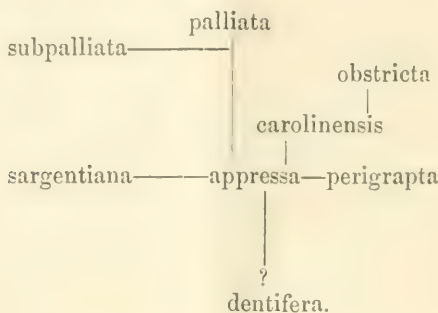 palliata
subpalliata
obstricta
carolinensis
sargentiana appressa perigrapta
?
dentifera.